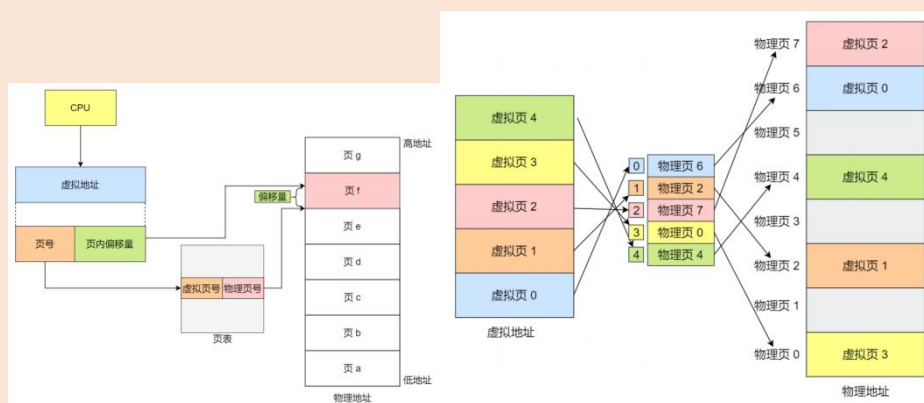 CPU
虚拟地址
页号
页内偏移量
虚拟页号
物理页号
页表
偏移量
高地址
页 g
页 f
页 e
页 d
页 c
页 b
页 a
低地址
物理地址
虚拟页 4
虚拟页 3
虚拟页 2
虚拟页 1
虚拟页 0
虚拟地址
0 物理页 6
1 物理页 2
2 物理页 7
3 物理页 0
4 物理页 4
物理页 7 虚拟页 2
物理页 6 虚拟页 0
物理页 5
物理页 4 虚拟页 4
物理页 3
物理页 2 虚拟页 1
物理页 1
物理页 0 虚拟页 3
物理地址